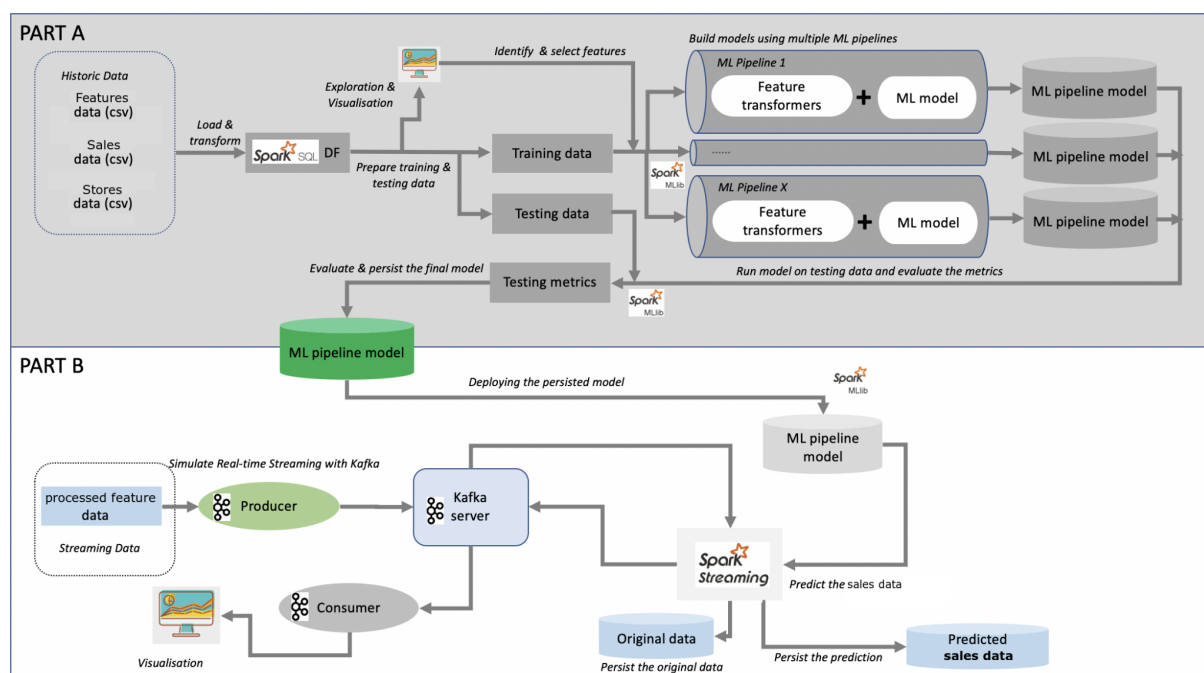 PART A
Historic Data
Features
data (csv)
Sales
data (csv)
Stores
data (csv)
Load &
transform
Spark SQL DF
Exploration &
Visualisation
Identify & select features
Prepare training &
testing data
Training data
Testing data
Spark
MLlib
Build models using multiple ML pipelines
ML Pipeline 1
Feature
transformers
+
ML model
ML pipeline model
......
ML pipeline model
ML Pipeline X
Feature
transformers
+
ML model
ML pipeline model
Run model on testing data and evaluate the metrics
Spark
MLlib
Testing metrics
Evaluate & persist the final model
ML pipeline model
PART B
Deploying the persisted model
Spark
MLlib
ML pipeline
model
Simulate Real-time Streaming with Kafka
processed feature
data
Streaming Data
Producer
Kafka
server
Spark
Streaming
Predict the sales data
Consumer
Visualisation
Original data
Persist the original data
Persist the prediction
Predicted
sales data